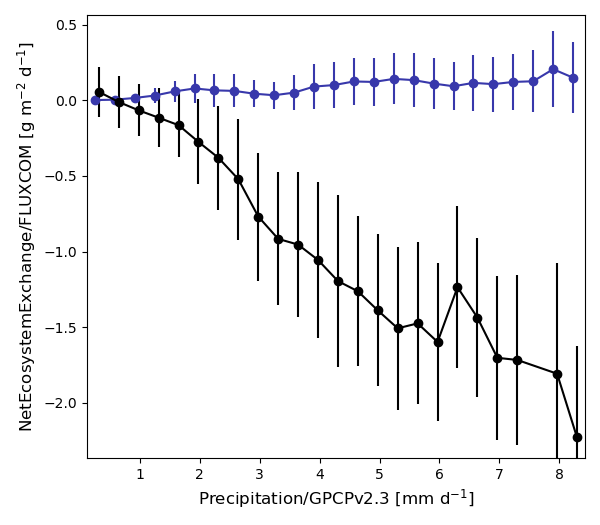 NetEcosystemExchange/FLUXCOM [g m⁻² d⁻¹]
0.5
0.0
−0.5
−1.0
−1.5
−2.0
1 2 3 4 5 6 7 8
Precipitation/GPCPv2.3 [mm d⁻¹]